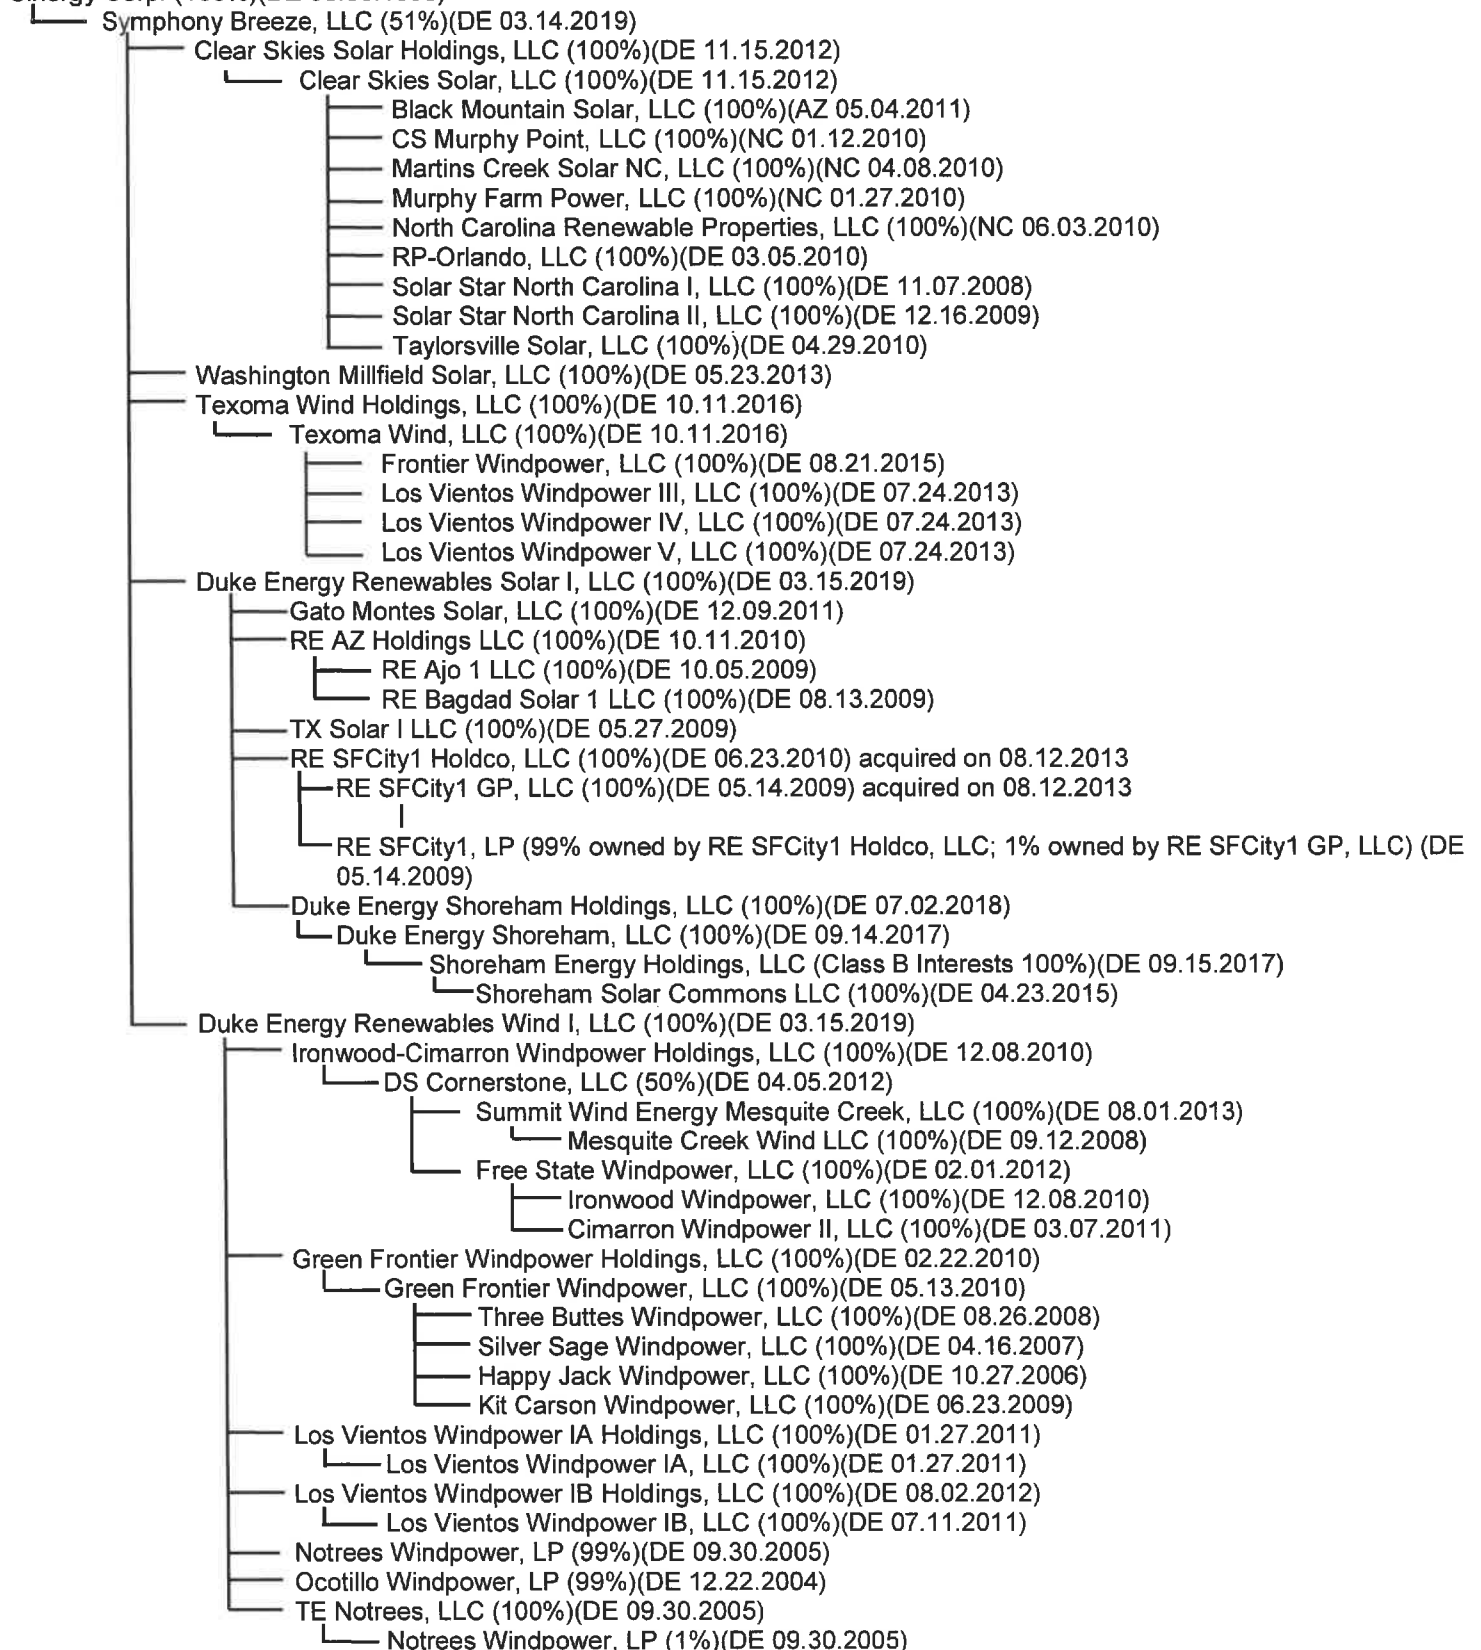 Symphony Breeze, LLC (51%)(DE 03.14.2019)
Clear Skies Solar Holdings, LLC (100%)(DE 11.15.2012)
Clear Skies Solar, LLC (100%)(DE 11.15.2012)
Black Mountain Solar, LLC (100%)(AZ 05.04.2011)
CS Murphy Point, LLC (100%)(NC 01.12.2010)
Martins Creek Solar NC, LLC (100%)(NC 04.08.2010)
Murphy Farm Power, LLC (100%)(NC 01.27.2010)
North Carolina Renewable Properties, LLC (100%)(NC 06.03.2010)
RP-Orlando, LLC (100%)(DE 03.05.2010)
Solar Star North Carolina I, LLC (100%)(DE 11.07.2008)
Solar Star North Carolina II, LLC (100%)(DE 12.16.2009)
Taylorsville Solar, LLC (100%)(DE 04.29.2010)
Washington Millfield Solar, LLC (100%)(DE 05.23.2013)
Texoma Wind Holdings, LLC (100%)(DE 10.11.2016)
Texoma Wind, LLC (100%)(DE 10.11.2016)
Frontier Windpower, LLC (100%)(DE 08.21.2015)
Los Vientos Windpower III, LLC (100%)(DE 07.24.2013)
Los Vientos Windpower IV, LLC (100%)(DE 07.24.2013)
Los Vientos Windpower V, LLC (100%)(DE 07.24.2013)
Duke Energy Renewables Solar I, LLC (100%)(DE 03.15.2019)
Gato Montes Solar, LLC (100%)(DE 12.09.2011)
RE AZ Holdings LLC (100%)(DE 10.11.2010)
RE Ajo 1 LLC (100%)(DE 10.05.2009)
RE Bagdad Solar 1 LLC (100%)(DE 08.13.2009)
TX Solar I LLC (100%)(DE 05.27.2009)
RE SFCity1 Holdco, LLC (100%)(DE 06.23.2010) acquired on 08.12.2013
RE SFCity1 GP, LLC (100%)(DE 05.14.2009) acquired on 08.12.2013
RE SFCity1, LP (99% owned by RE SFCity1 Holdco, LLC; 1% owned by RE SFCity1 GP, LLC) (DE
05.14.2009)
Duke Energy Shoreham Holdings, LLC (100%)(DE 07.02.2018)
Duke Energy Shoreham, LLC (100%)(DE 09.14.2017)
Shoreham Energy Holdings, LLC (Class B Interests 100%)(DE 09.15.2017)
Shoreham Solar Commons LLC (100%)(DE 04.23.2015)
Duke Energy Renewables Wind I, LLC (100%)(DE 03.15.2019)
Ironwood-Cimarron Windpower Holdings, LLC (100%)(DE 12.08.2010)
DS Cornerstone, LLC (50%)(DE 04.05.2012)
Summit Wind Energy Mesquite Creek, LLC (100%)(DE 08.01.2013)
Mesquite Creek Wind LLC (100%)(DE 09.12.2008)
Free State Windpower, LLC (100%)(DE 02.01.2012)
Ironwood Windpower, LLC (100%)(DE 12.08.2010)
Cimarron Windpower II, LLC (100%)(DE 03.07.2011)
Green Frontier Windpower Holdings, LLC (100%)(DE 02.22.2010)
Green Frontier Windpower, LLC (100%)(DE 05.13.2010)
Three Buttes Windpower, LLC (100%)(DE 08.26.2008)
Silver Sage Windpower, LLC (100%)(DE 04.16.2007)
Happy Jack Windpower, LLC (100%)(DE 10.27.2006)
Kit Carson Windpower, LLC (100%)(DE 06.23.2009)
Los Vientos Windpower IA Holdings, LLC (100%)(DE 01.27.2011)
Los Vientos Windpower IA, LLC (100%)(DE 01.27.2011)
Los Vientos Windpower IB Holdings, LLC (100%)(DE 08.02.2012)
Los Vientos Windpower IB, LLC (100%)(DE 07.11.2011)
Notrees Windpower, LP (99%)(DE 09.30.2005)
Ocotillo Windpower, LP (99%)(DE 12.22.2004)
TE Notrees, LLC (100%)(DE 09.30.2005)
Notrees Windpower, LP (1%)(DE 09.30.2005)